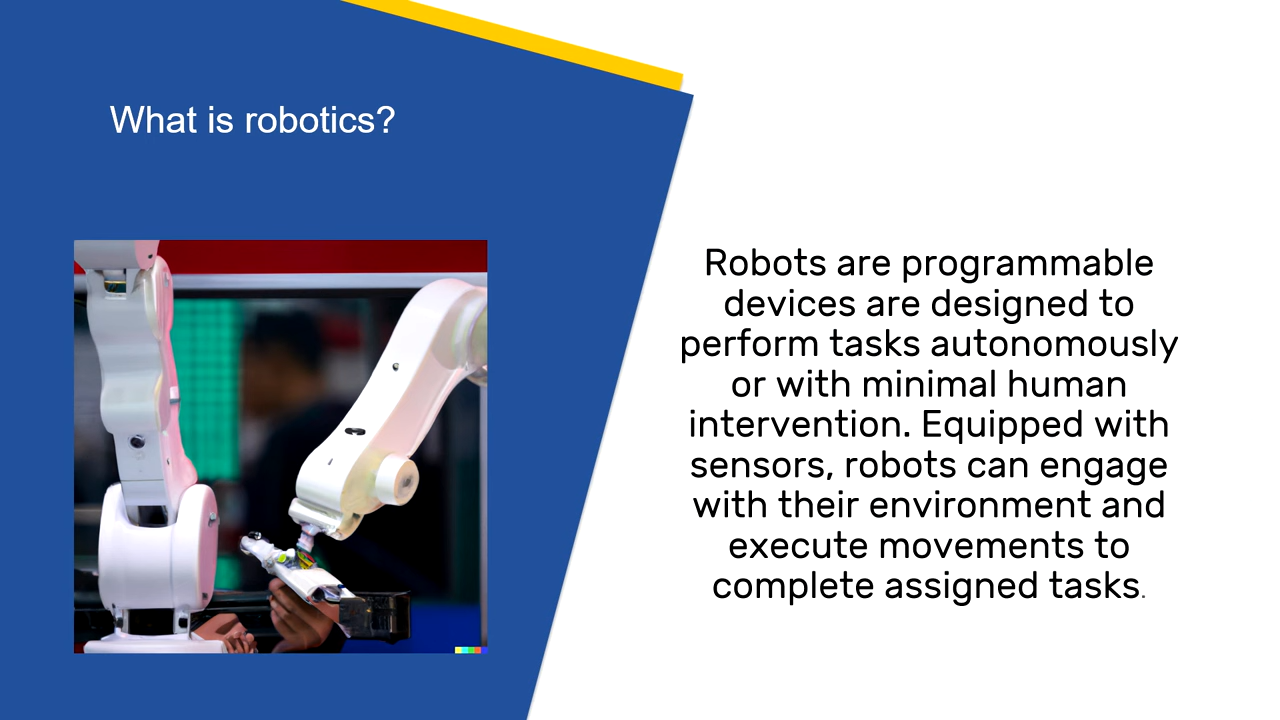 What is robotics?
Robots are programmable
devices are designed to
perform tasks autonomously
or with minimal human
intervention. Equipped with
sensors, robots can engage
with their environment and
execute movements to
complete assigned tasks.